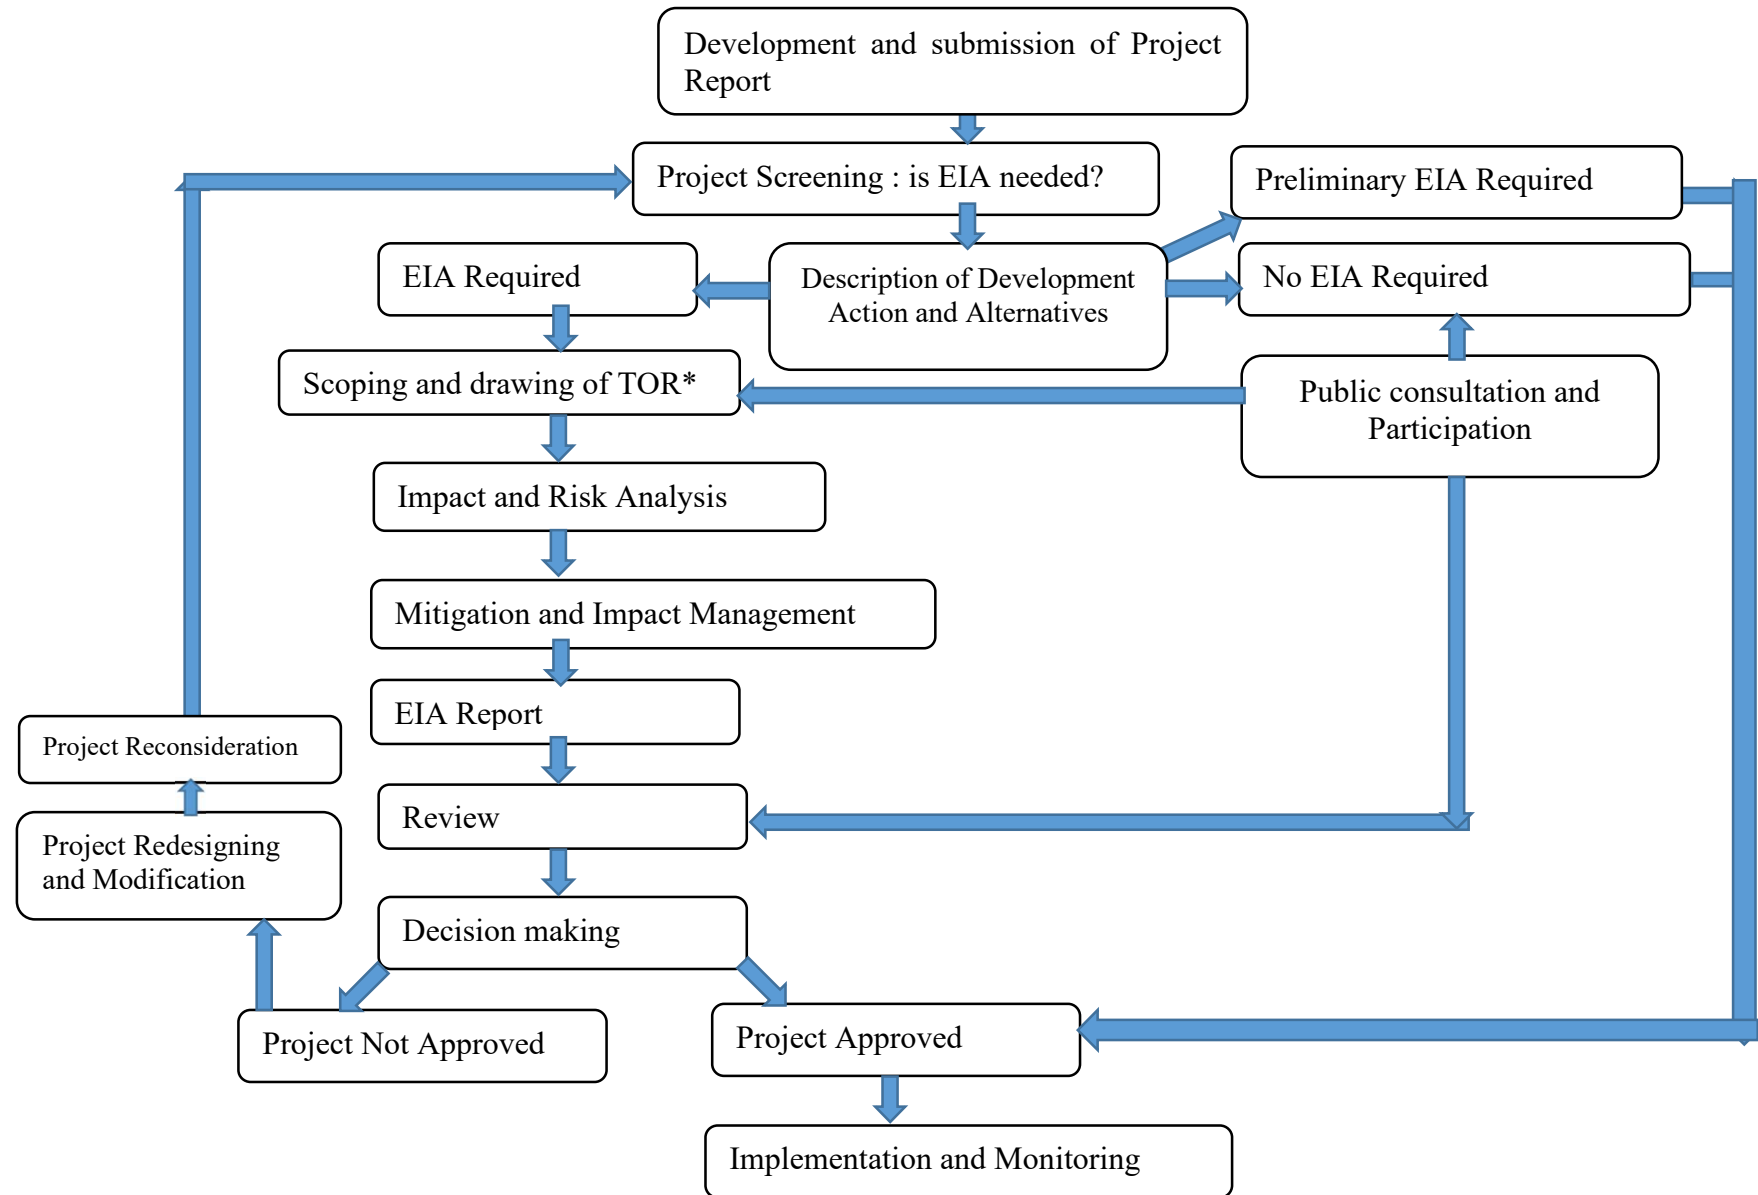 Development and submission of Project
Report
Project Screening : is EIA needed?
Preliminary EIA Required
EIA Required
Description of Development
Action and Alternatives
No EIA Required
Scoping and drawing of TOR*
Public consultation and
Participation
Impact and Risk Analysis
Mitigation and Impact Management
EIA Report
Project Reconsideration
Review
Project Redesigning
and Modification
Decision making
Project Not Approved
Project Approved
Implementation and Monitoring